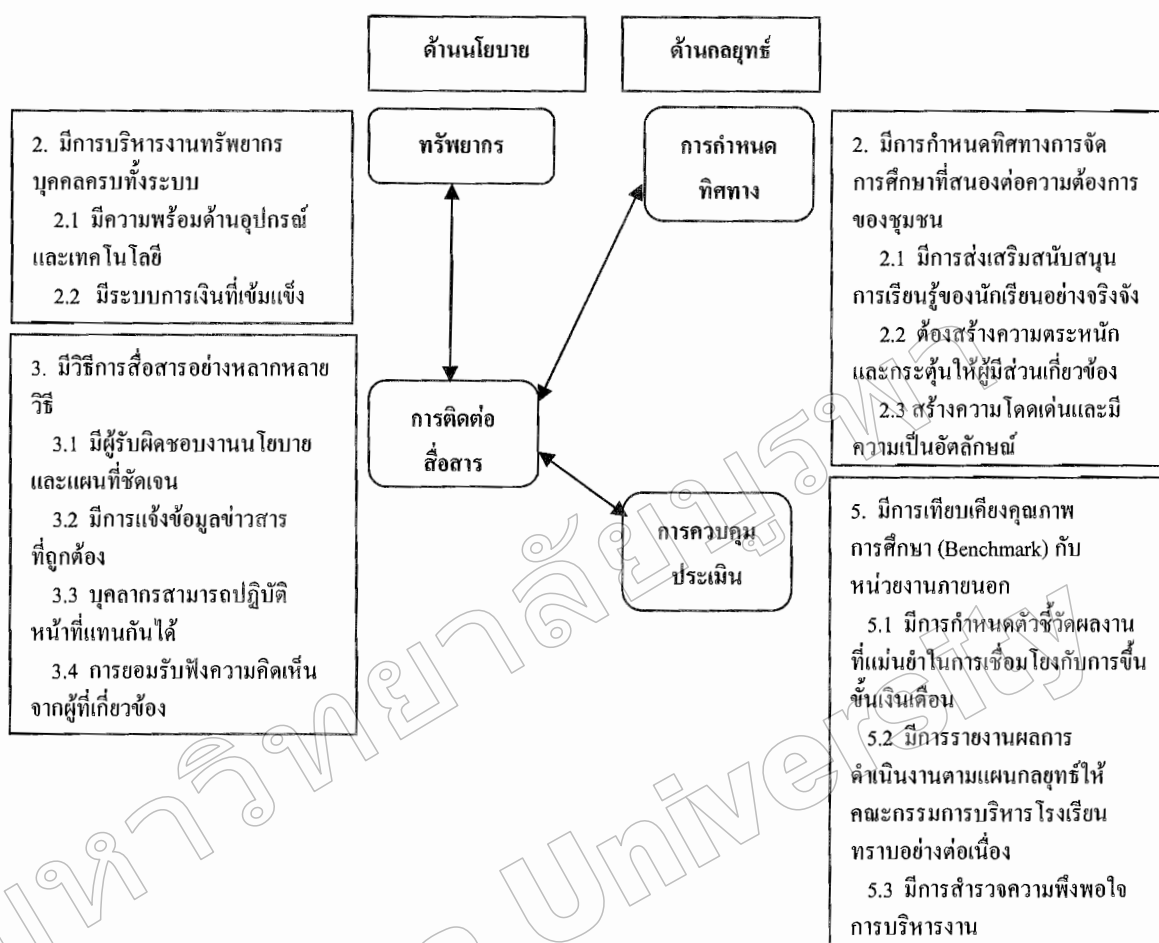 ด้านนโยบาย
ด้านกลยุทธ์
2. มีการบริหารงานทรัพยากร
บุคคลครบทั้งระบบ
2.1 มีความพร้อมด้านอุปกรณ์
และเทคโนโลยี
2.2 มีระบบการเงินที่เข้มแข็ง
3. มีวิธีการสื่อสารอย่างหลากหลาย
วิธี
3.1 มีผู้รับผิดชอบงานนโยบาย
และแผนที่ชัดเจน
3.2 มีการแจ้งข้อมูลข่าวสาร
ที่ถูกต้อง
3.3 บุคลากรสามารถปฏิบัติ
หน้าที่แทนกันได้
3.4 การยอมรับฟังความคิดเห็น
จากผู้ที่เกี่ยวข้อง
ทรัพยากร
การติดต่อ
สื่อสาร
การกำหนด
ทิศทาง
การควบคุม
ประเมิน
2. มีการกำหนดทิศทางการจัด
การศึกษาที่สนองต่อความต้องการ
ของชุมชน
2.1 มีการส่งเสริมสนับสนุน
การเรียนรู้ของนักเรียนอย่างจริงจัง
2.2 ต้องสร้างความตระหนัก
และกระตุ้นให้ผู้มีส่วนเกี่ยวข้อง
2.3 สร้างความโดดเด่นและมี
ความเป็นอัตลักษณ์
5. มีการเทียบเคียงคุณภาพ
การศึกษา (Benchmark) กับ
หน่วยงานภายนอก
5.1 มีการกำหนดตัวชี้วัดผลงาน
ที่แม่นยำในการเชื่อมโยงกับการขึ้น
ขั้นเงินเดือน
5.2 มีการรายงานผลการ
ดำเนินงานตามแผนกลยุทธ์ให้
คณะกรรมการบริหารโรงเรียน
ทราบอย่างต่อเนื่อง
5.3 มีการสำรวจความพึงพอใจ
การบริหารงาน
มหาวิทยาลัยบูรพา
University